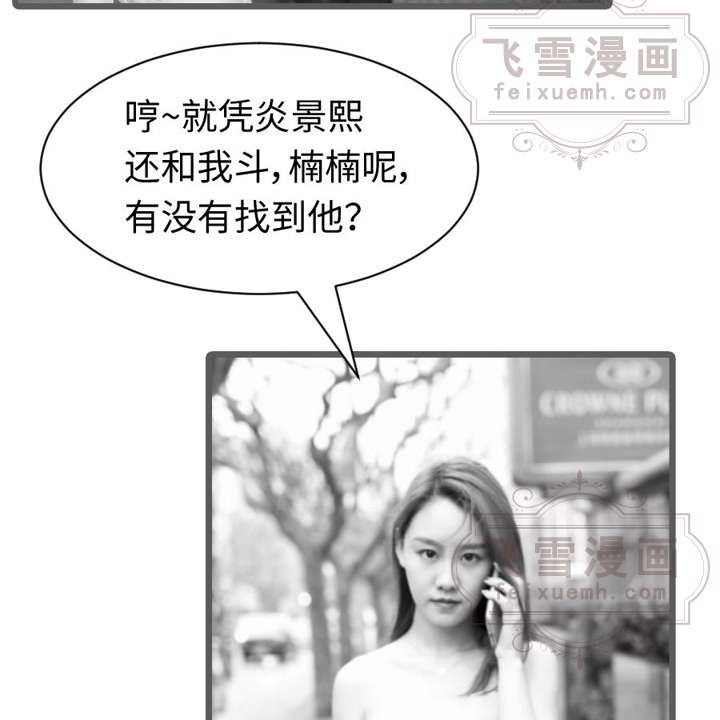 飞雪漫画
feixuemh.com
哼~就凭炎景熙
还和我斗，楠楠呢，
有没有找到他？
CROWNE P
飞雪漫画
feixuemh.com